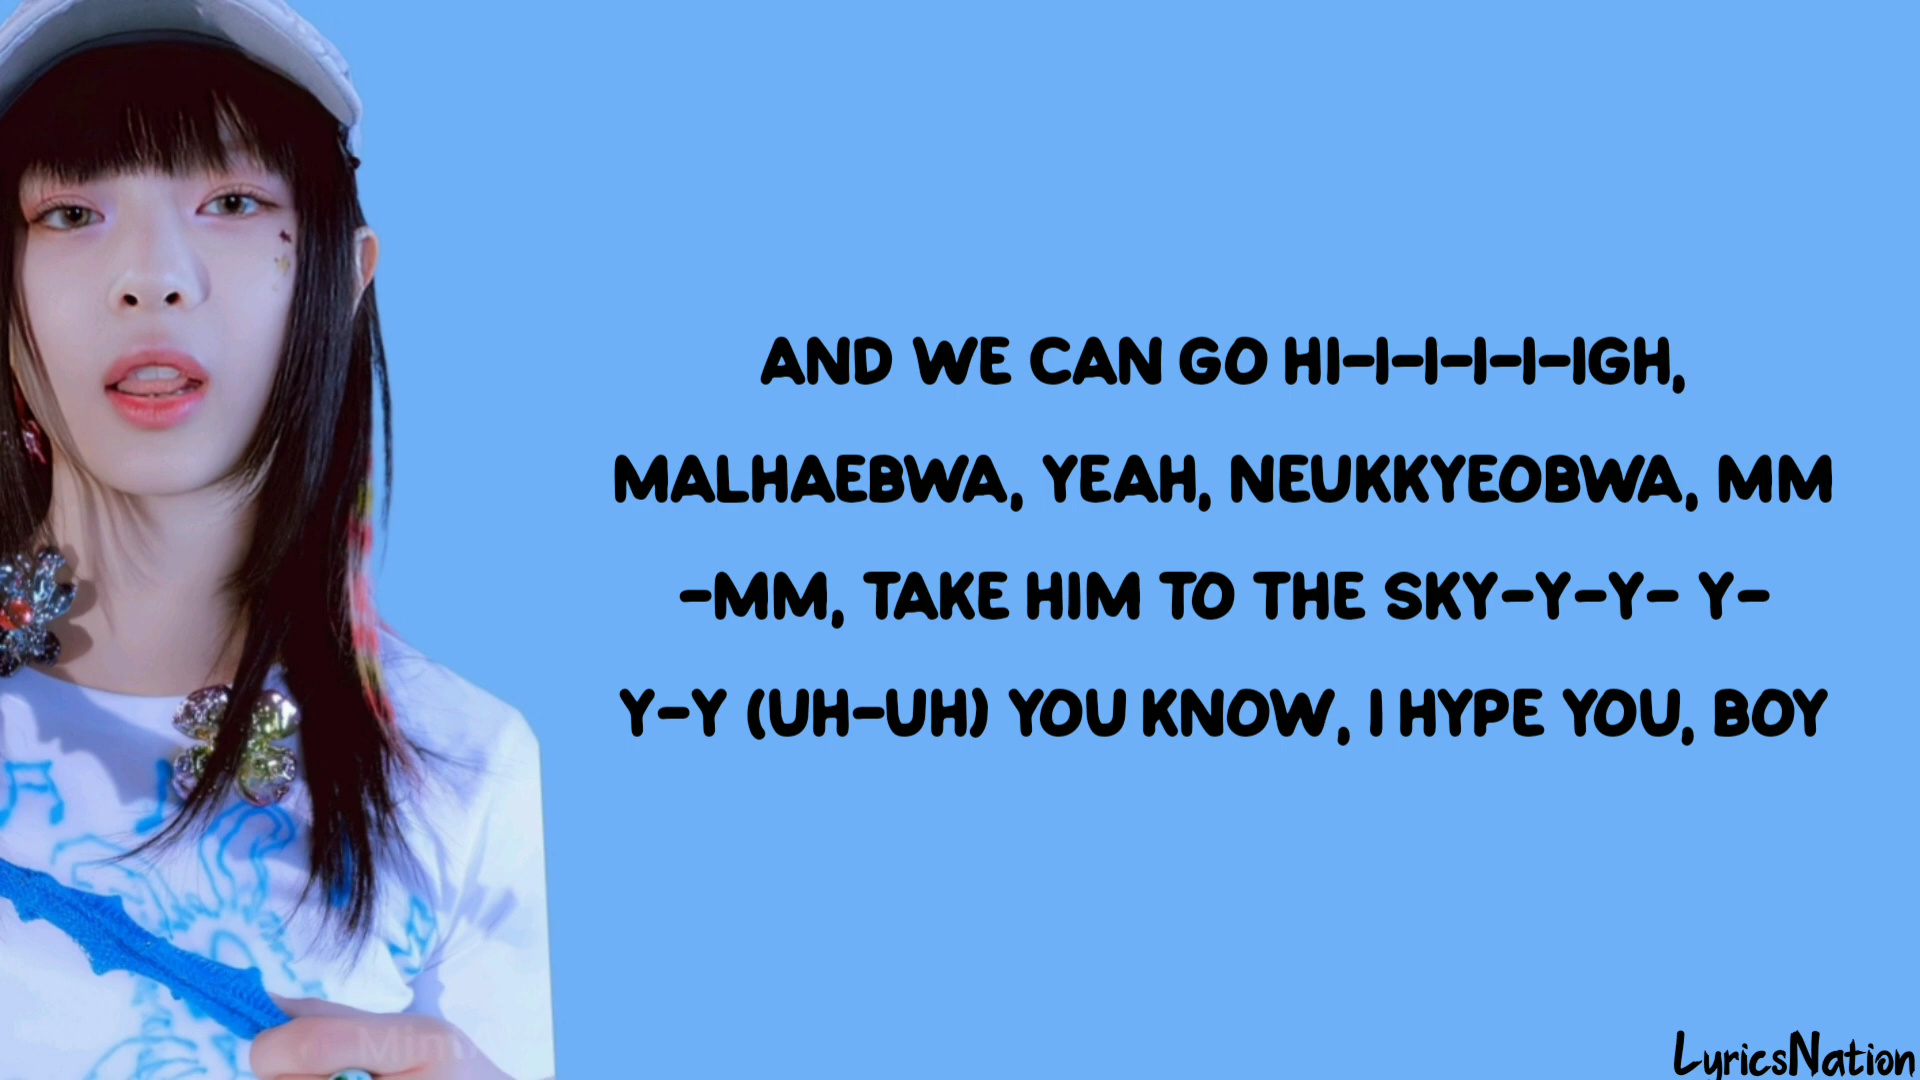 AND WE CAN GO HI-I-I-I-I-IGH,
MALHAEBWA, YEAH, NEUKKYEOBWA, MM
-MM, TAKE HIM TO THE SKY-Y-Y- Y-
Y-Y (UH-UH) YOU KNOW, I HYPE YOU, BOY
LyricsNation